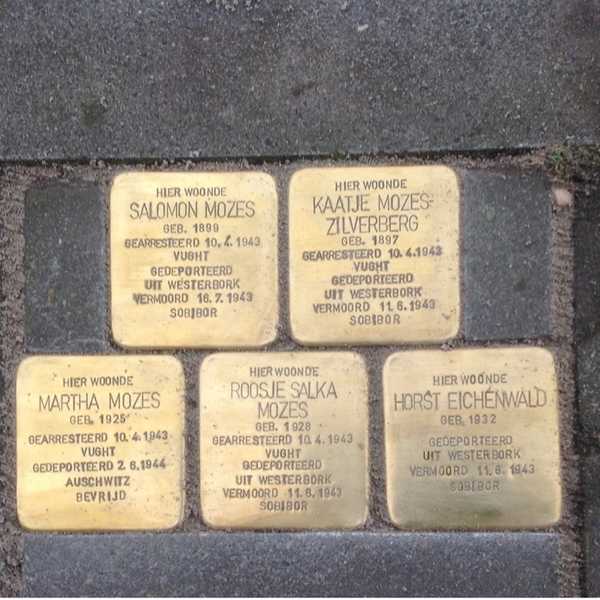 HIER WOONDE
SALOMON MOZES
GEB. 1899
GEARRESTEERD 10.4.1943
VUGHT
GEDEPORTEERD
UIT WESTERBORK
VERMOORD 16.7.1943
SOBIBOR
HIER WOONDE
KAATJE MOZES-
ZILVERBERG
GEB. 1897
GEARRESTEERD 10.4.1943
VUGHT
GEDEPORTEERD
UIT WESTERBORK
VERMOORD 11.6.1943
SOBIBOR
HIER WOONDE
MARTHA MOZES
GEB. 1925
GEARRESTEERD 10.4.1943
VUGHT
GEDEPORTEERD 2.6.1944
AUSCHWITZ
BEVRIJD
HIER WOONDE
ROOSJE SALKA
MOZES
GEB. 1928
GEARRESTEERD 10.4.1943
VUGHT
GEDEPORTEERD
UIT WESTERBORK
VERMOORD 11.6.1943
SOBIBOR
HIER WOONDE
HORST EICHENWALD
GEB. 1932
GEDEPORTEERD
UIT WESTERBORK
VERMOORD 11.6.1943
SOBIBOR